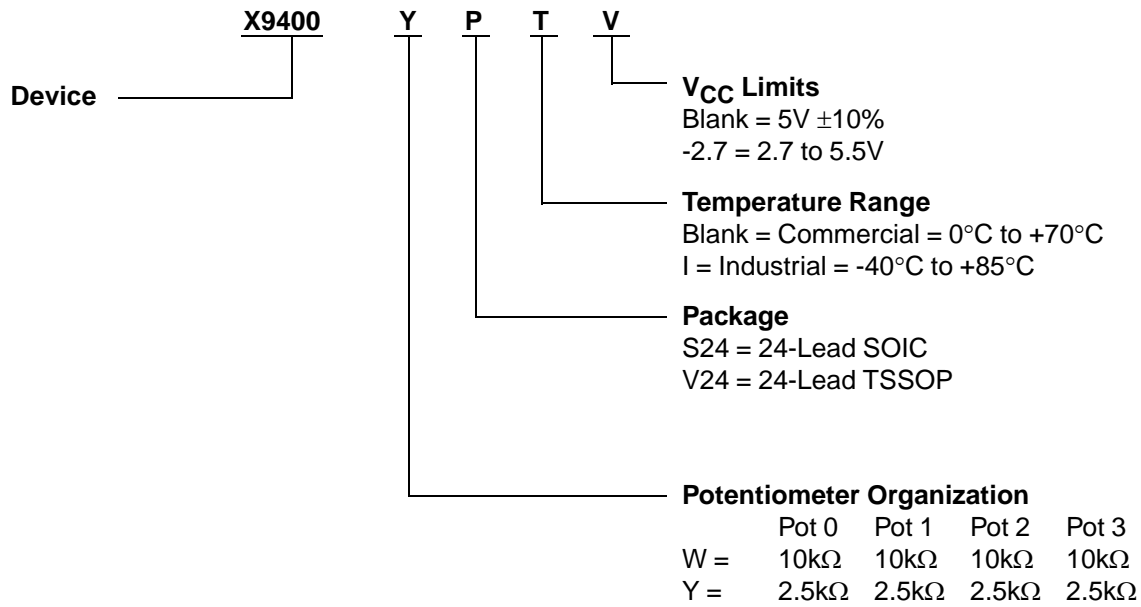 X9400 Y P T V
Device
VCC Limits
Blank = 5V ±10%
-2.7 = 2.7 to 5.5V
Temperature Range
Blank = Commercial = 0°C to +70°C
I = Industrial = -40°C to +85°C
Package
S24 = 24-Lead SOIC
V24 = 24-Lead TSSOP
Potentiometer Organization
Pot 0 Pot 1 Pot 2 Pot 3
W = 10kΩ 10kΩ 10kΩ 10kΩ
Y = 2.5kΩ 2.5kΩ 2.5kΩ 2.5kΩ